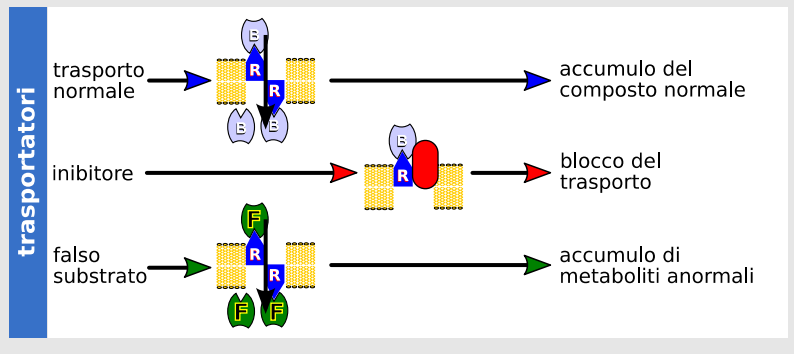 trasportatori
trasporto
normale
B
R
R
B
B
accumulo del
composto normale
inibitore
B
R
blocco del
trasporto
falso
substrato
F
R
R
F
F
accumulo di
metaboliti anormali